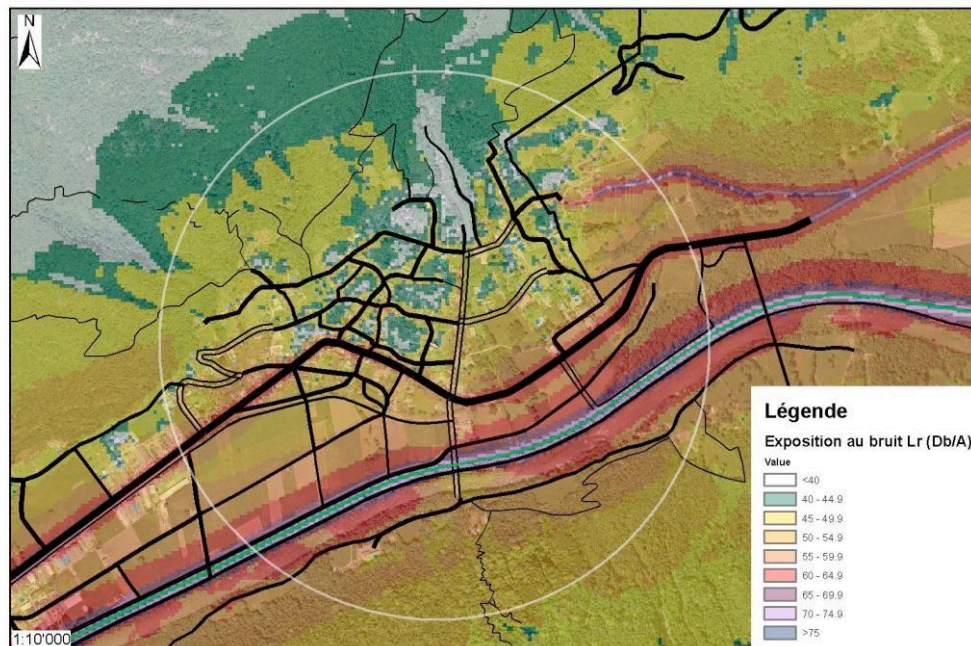 N
Légende
Exposition au bruit Lr (Db/A)
Value
<40
40 - 44.9
45 - 49.9
50 - 54.9
55 - 59.9
60 - 64.9
65 - 69.9
70 - 74.9
>75
1:10'000